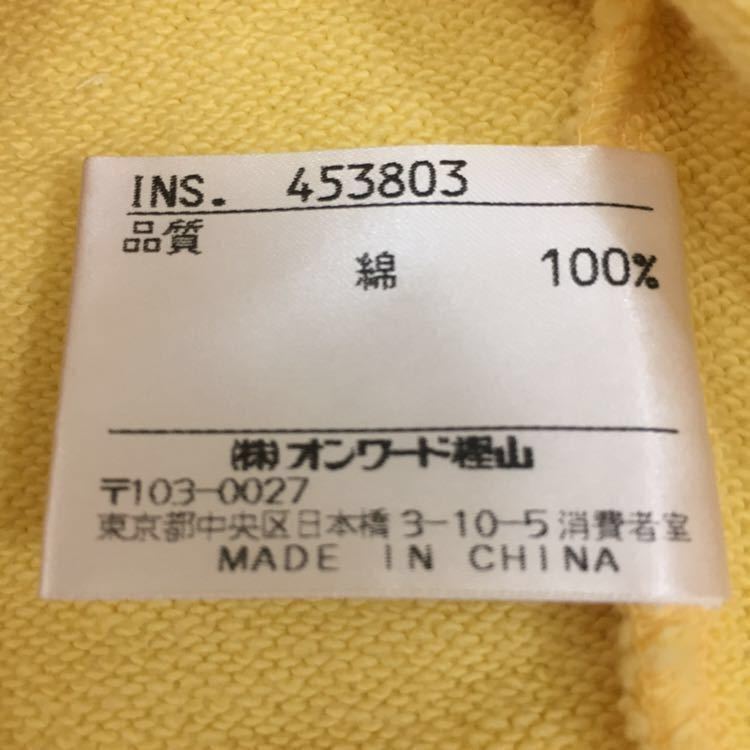 INS. 453803
品質
綿 100%
(株)オンワード樫山
〒103-0027
東京都中央区日本橋3-10-5消費者室
MADE IN CHINA